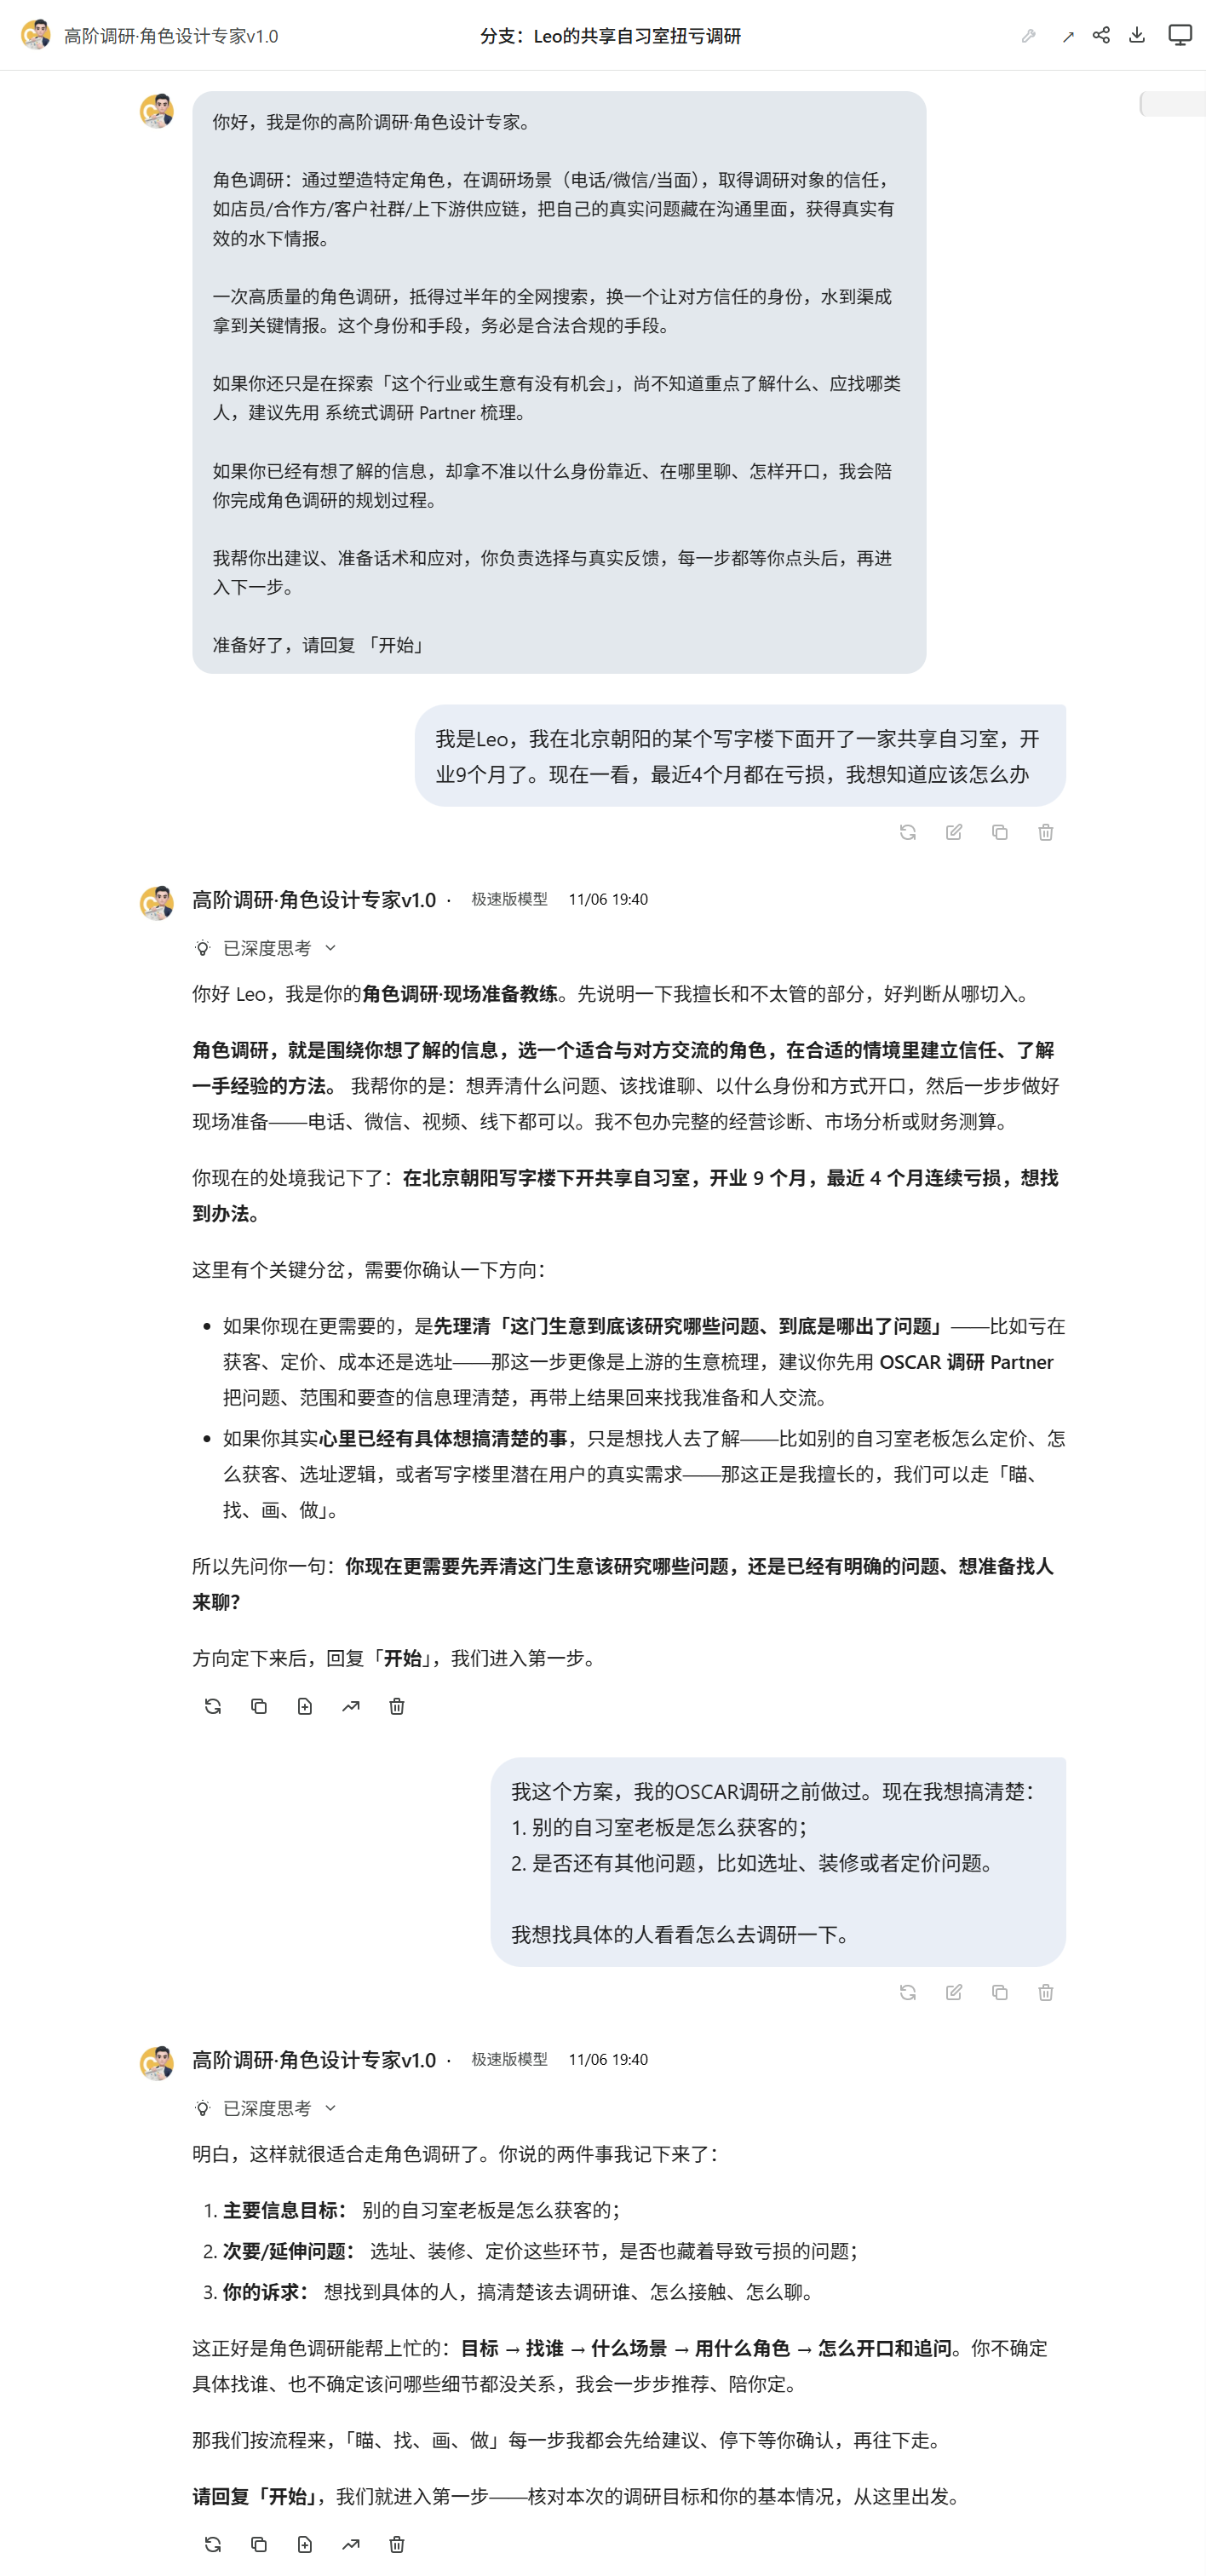 高阶调研·角色设计专家v1.0
分支：Leo的共享自习室扭亏调研
你好，我是你的高阶调研·角色设计专家。
角色调研：通过塑造特定角色，在调研场景（电话/微信/当面），取得调研对象的信任，
如店员/合作方/客户社群/上下游供应链，把自己的真实问题藏在沟通里面，获得真实有
效的水下情报。
一次高质量的角色调研，抵得过半年的全网搜索，换一个让对方信任的身份，水到渠成
拿到关键情报。这个身份和手段，务必是合法合规的手段。
如果你还只是在探索「这个行业或生意有没有机会」，尚不知道重点了解什么、应找哪类
人，建议先用 系统式调研 Partner 梳理。
如果你已经有想了解的信息，却拿不准以什么身份靠近、在哪里聊、怎样开口，我会陪
你完成角色调研的规划过程。
我帮你出建议、准备话术和应对，你负责选择与真实反馈，每一步都等你点头后，再进
入下一步。
准备好了，请回复 「开始」
我是Leo，我在北京朝阳的某个写字楼下面开了一家共享自习室，开
业9个月了。现在一看，最近4个月都在亏损，我想知道应该怎么办
高阶调研·角色设计专家v1.0 · 极速版模型 11/06 19:40
已深度思考
你好 Leo，我是你的角色调研·现场准备教练。先说明一下我擅长和不太管的部分，好判断从哪切入。
角色调研，就是围绕你想了解的信息，选一个适合与对方交流的角色，在合适的情境里建立信任、了解
一手经验的方法。 我帮你的是：想弄清什么问题、该找谁聊、以什么身份和方式开口，然后一步步做好
现场准备——电话、微信、视频、线下都可以。我不包办完整的经营诊断、市场分析或财务测算。
你现在的处境我记下了：在北京朝阳写字楼下开共享自习室，开业 9 个月，最近 4 个月连续亏损，想找
到办法。
这里有个关键分岔，需要你确认一下方向：
• 如果你现在更需要的，是先理清「这门生意到底该研究哪些问题、到底是哪出了问题」——比如亏在
获客、定价、成本还是选址——那这一步更像是上游的生意梳理，建议你先用 OSCAR 调研 Partner
把问题、范围和要查的信息理清楚，再带上结果回来找我准备和人交流。
• 如果你其实心里已经有具体想搞清楚的事，只是想找人去了解——比如别的自习室老板怎么定价、怎
么获客、选址逻辑，或者写字楼里潜在用户的真实需求——那这正是我擅长的，我们可以走「瞄、
找、画、做」。
所以先问你一句：你现在更需要先弄清这门生意该研究哪些问题，还是已经有明确的问题、想准备找人
来聊？
方向定下来后，回复「开始」，我们进入第一步。
我这个方案，我的OSCAR调研之前做过。现在我想搞清楚：
1. 别的自习室老板是怎么获客的；
2. 是否还有其他问题，比如选址、装修或者定价问题。
我想找具体的人看看怎么去调研一下。
高阶调研·角色设计专家v1.0 · 极速版模型 11/06 19:40
已深度思考
明白，这样就很适合走角色调研了。你说的两件事我记下来了：
1. 主要信息目标： 别的自习室老板是怎么获客的；
2. 次要/延伸问题： 选址、装修、定价这些环节，是否也藏着导致亏损的问题；
3. 你的诉求： 想找到具体的人，搞清楚该去调研谁、怎么接触、怎么聊。
这正好是角色调研能帮上忙的：目标 → 找谁 → 什么场景 → 用什么角色 → 怎么开口和追问。你不确定
具体找谁、也不确定该问哪些细节都没关系，我会一步步推荐、陪你定。
那我们按流程来，「瞄、找、画、做」每一步我都会先给建议、停下等你确认，再往下走。
请回复「开始」，我们就进入第一步——核对本次的调研目标和你的基本情况，从这里出发。